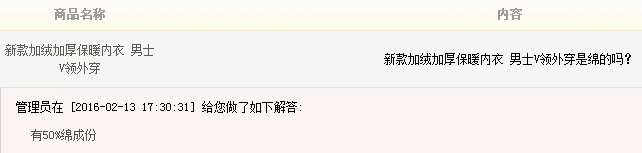 商品名称 内容
新款加绒加厚保暖内衣 男士
V领外穿
新款加绒加厚保暖内衣 男士V领外穿是绵的吗？
管理员在 [2016-02-13 17:30:31] 给您做了如下解答:
有50%绵成份